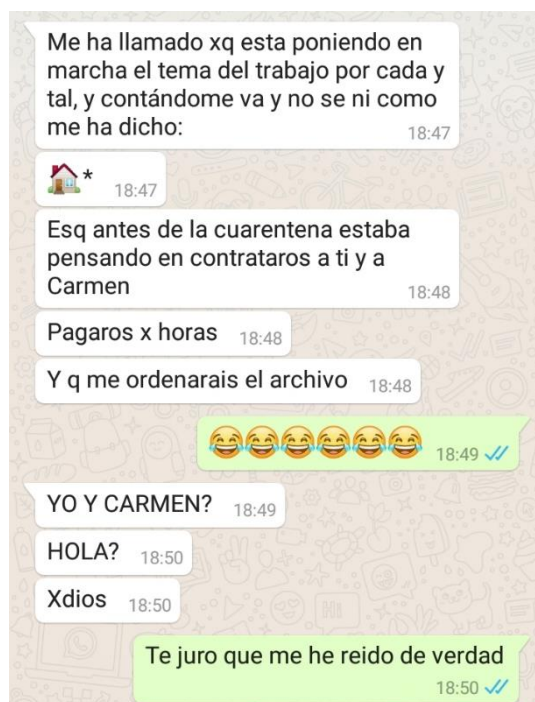 Me ha llamado xq esta poniendo en
marcha el tema del trabajo por cada y
tal, y contándome va y no se ni como
me ha dicho:
18:47
🏠*
18:47
Esq antes de la cuarentena estaba
pensando en contrataros a ti y a
Carmen
18:48
Pagaros x horas
18:48
Y q me ordenarais el archivo
18:48
😂😂😂😂😂😂
18:49
YO Y CARMEN?
18:49
HOLA?
18:50
Xdios
18:50
Te juro que me he reido de verdad
18:50